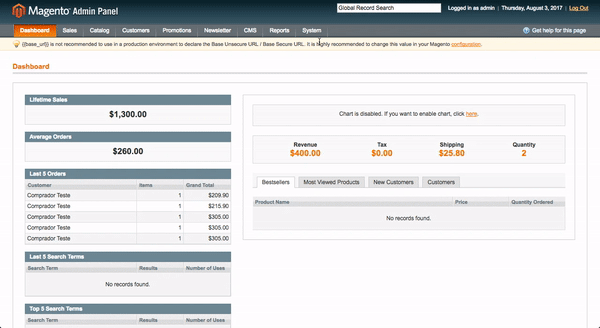 Magento Admin Panel
Global Record Search
Logged in as admin | Thursday, August 3, 2017 | Log Out
Dashboard Sales Catalog Customers Promotions Newsletter CMS Reports System
Get help for this page
{{base_url}} is not recommended to use in a production environment to declare the Base Unsecure URL / Base Secure URL. It is highly recommended to change this value in your Magento configuration.
Dashboard
Lifetime Sales
$1,300.00
Average Orders
$260.00
Last 5 Orders
Customer Items Grand Total
Comprador Teste 1 $209.90
Comprador Teste 1 $215.90
Comprador Teste 1 $305.00
Comprador Teste 1 $305.00
Comprador Teste 1 $305.00
Last 5 Search Terms
Search Term Results Number of Uses
No records found.
Top 5 Search Terms
Search Term Results Number of Uses
Chart is disabled. If you want to enable chart, click here.
Revenue Tax Shipping Quantity
$400.00 $0.00 $25.80 2
Bestsellers Most Viewed Products New Customers Customers
Product Name Price Quantity Ordered
No records found.